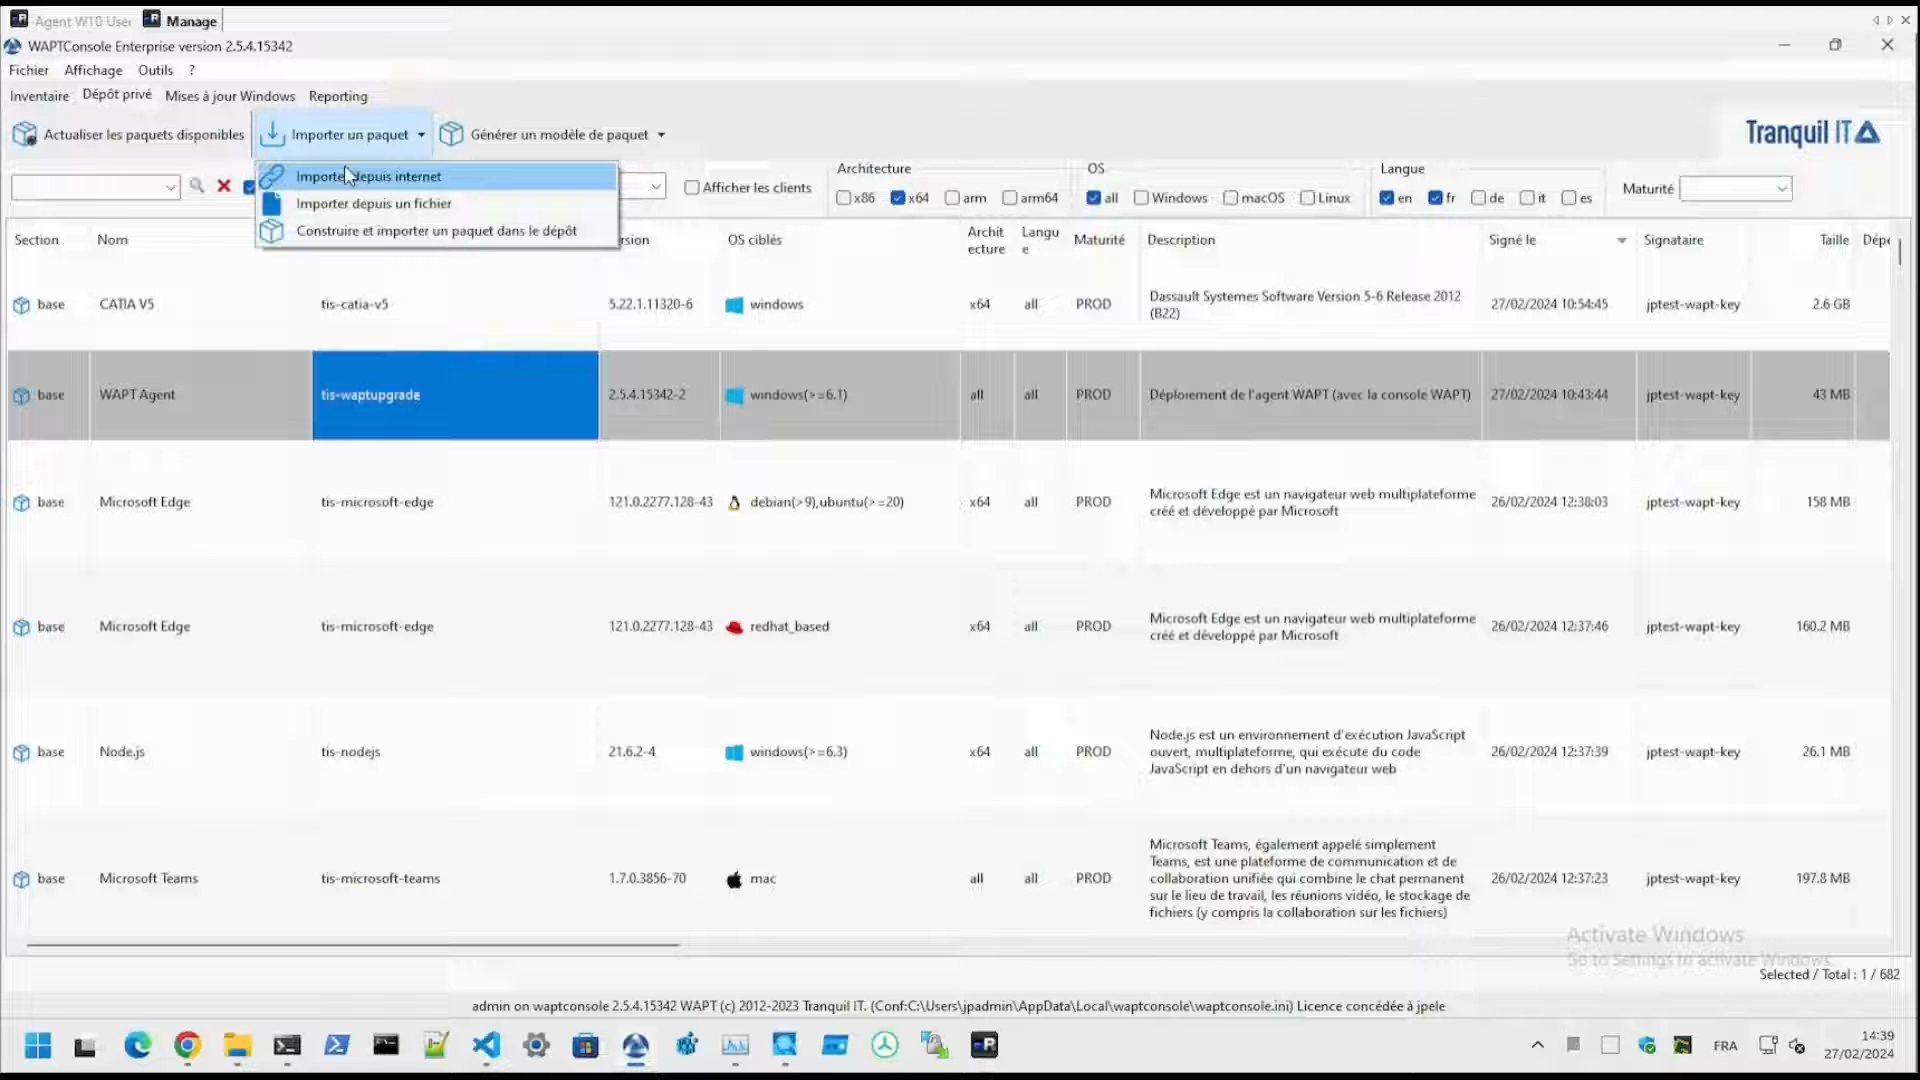 Agent W10 User Manage
WAPTConsole Enterprise version 2.5.4.15342
Fichier Affichage Outils ?
Inventaire Dépôt privé Mises à jour Windows Reporting
Actualiser les paquets disponibles Importer un paquet Générer un modèle de paquet
Tranquil IT
Importer depuis internet
Importer depuis un fichier
Construire et importer un paquet dans le dépôt
Afficher les clients
Architecture
x86 x64 arm arm64
OS
all Windows macOS Linux
Langue
en fr de it es
Maturité
Section Nom rsion OS ciblés Archit
ecture Langu
e Maturité Description Signé le Signataire Taille Dépe
base CATIA V5 tis-catia-v5 5.22.1.11320-6 windows x64 all PROD Dassault Systemes Software Version 5-6 Release 2012
(B22) 27/02/2024 10:54:45 jptest-wapt-key 2.6 GB
base WAPT Agent tis-waptupgrade 2.5.4.15342-2 windows(>=6.1) all all PROD Déploiement de l'agent WAPT (avec la console WAPT) 27/02/2024 10:43:44 jptest-wapt-key 43 MB
base Microsoft Edge tis-microsoft-edge 121.0.2277.128-43 debian(>9),ubuntu(>=20) x64 all PROD Microsoft Edge est un navigateur web multiplateforme
créé et développé par Microsoft 26/02/2024 12:38:03 jptest-wapt-key 158 MB
base Microsoft Edge tis-microsoft-edge 121.0.2277.128-43 redhat_based x64 all PROD Microsoft Edge est un navigateur web multiplateforme
créé et développé par Microsoft 26/02/2024 12:37:46 jptest-wapt-key 160.2 MB
base Node.js tis-nodejs 21.6.2-4 windows(>=6.3) x64 all PROD Node.js est un environnement d'exécution JavaScript
ouvert, multiplateforme, qui exécute du code
JavaScript en dehors d'un navigateur web 26/02/2024 12:37:39 jptest-wapt-key 26.1 MB
base Microsoft Teams tis-microsoft-teams 1.7.0.3856-70 mac all all PROD Microsoft Teams, également appelé simplement
Teams, est une plateforme de communication et de
collaboration unifiée qui combine le chat permanent
sur le lieu de travail, les réunions vidéo, le stockage de
fichiers (y compris la collaboration sur les fichiers) 26/02/2024 12:37:23 jptest-wapt-key 197.8 MB
Activate Windows
Go to Settings to activate Windows.
Selected / Total : 1 / 682
admin on waptconsole 2.5.4.15342 WAPT (c) 2012-2023 Tranquil IT. (Conf:C:\Users\jpadmin\AppData\Local\waptconsole\waptconsole.ini) Licence concédée à jpele
FRA
14:39
27/02/2024